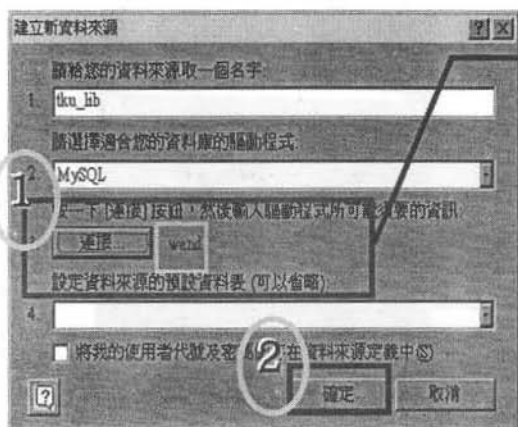 建立新資料來源
請給您的資料來源取一個名字:
1. tku_lib
請選擇適合您的資料庫的驅動程式:
2. MySQL
1
按一下 [連接] 按鈕,然後輸入驅動程式所可能須要的資訊:
連接... wend
設定資料來源的預設資料表 (可以省略):
4.
將我的使用者代號及密 在資料來源定義中(S)
2
確定 取消